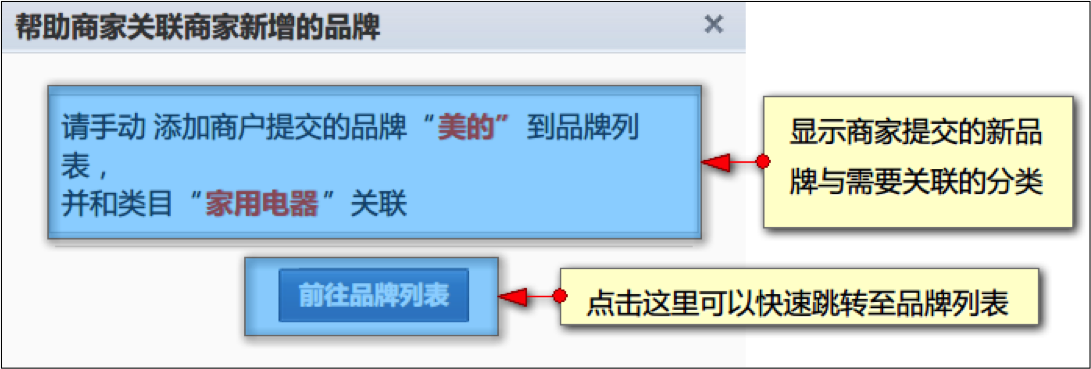 帮助商家关联商家新增的品牌
请手动 添加商户提交的品牌“美的”到品牌列
表，
并和类目“家用电器”关联
显示商家提交的新品
牌与需要关联的分类
前往品牌列表
点击这里可以快速跳转至品牌列表